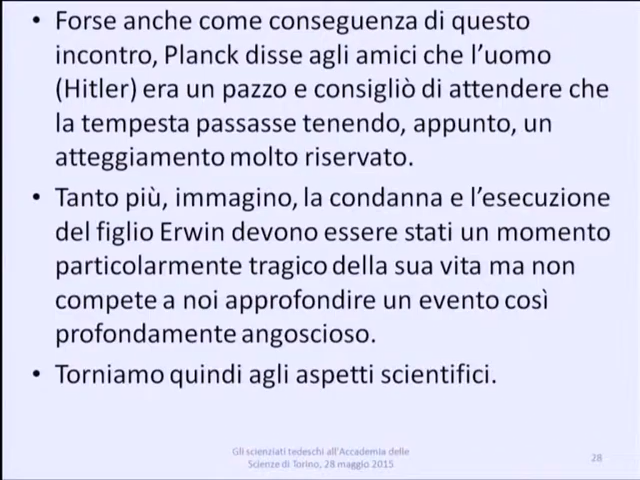 • Forse anche come conseguenza di questo
incontro, Planck disse agli amici che l'uomo
(Hitler) era un pazzo e consigliò di attendere che
la tempesta passasse tenendo, appunto, un
atteggiamento molto riservato.
• Tanto più, immagino, la condanna e l'esecuzione
del figlio Erwin devono essere stati un momento
particolarmente tragico della sua vita ma non
compete a noi approfondire un evento così
profondamente angoscioso.
• Torniamo quindi agli aspetti scientifici.
Gli scienziati tedeschi all'Accademia delle
Scienze di Torino, 28 maggio 2015
28